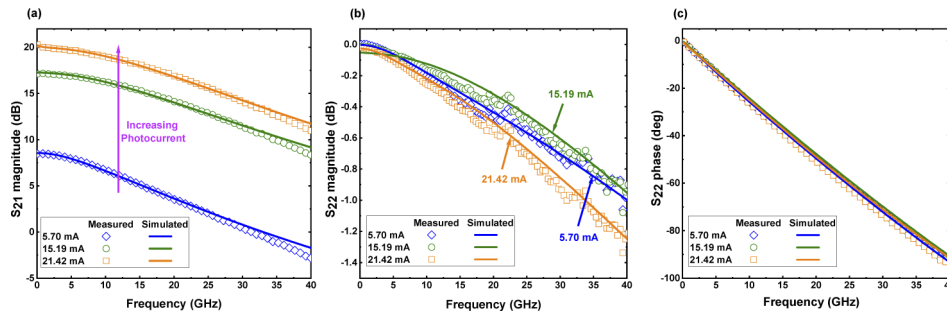 (a)
S21 magnitude (dB)
20
15
10
5
0
-5
Increasing
Photocurrent
Measured Simulated
5.70 mA
15.19 mA
21.42 mA
0 5 10 15 20 25 30 35 40
Frequency (GHz)
(b)
S22 magnitude (dB)
0.0
-0.2
-0.4
-0.6
-0.8
-1.0
-1.2
-1.4
15.19 mA
21.42 mA
5.70 mA
Measured Simulated
5.70 mA
15.19 mA
21.42 mA
0 5 10 15 20 25 30 35 40
Frequency (GHz)
(c)
S22 phase (deg)
0
-20
-40
-60
-80
-100
Measured Simulated
5.70 mA
15.19 mA
21.42 mA
0 5 10 15 20 25 30 35 40
Frequency (GHz)